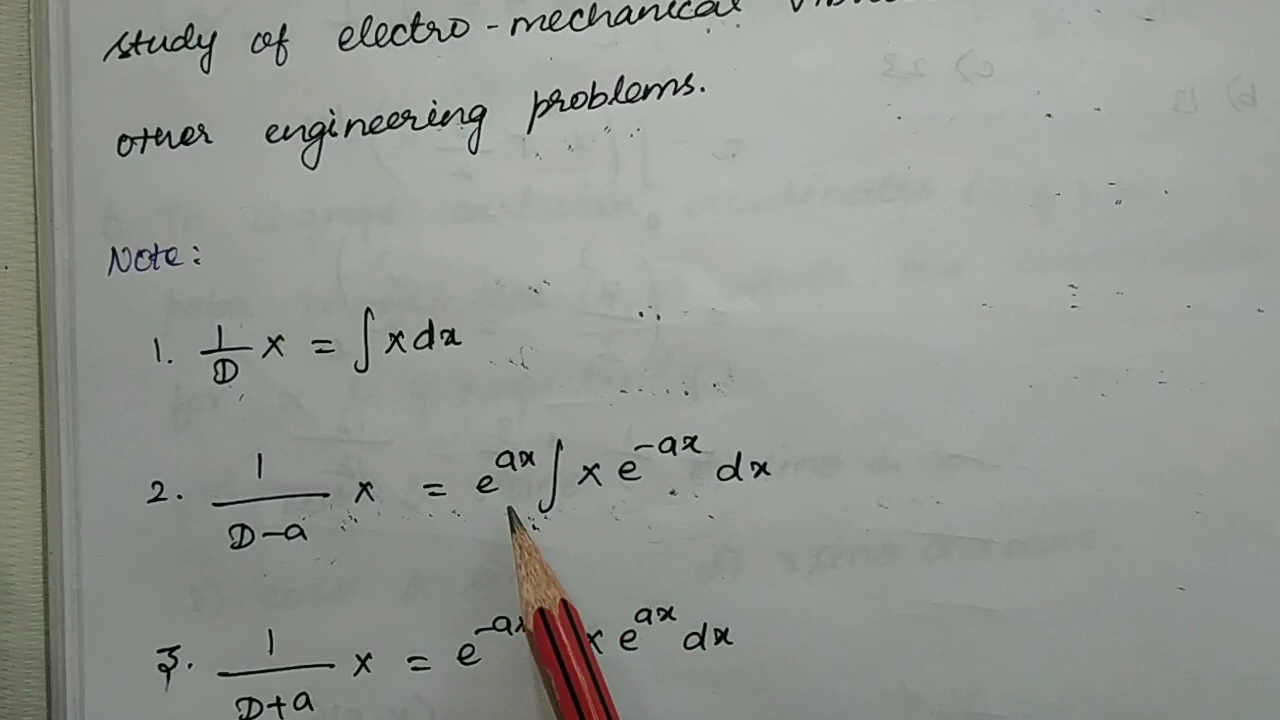 study of electro-mechanical
other engineering problems.
Note:
1. 1/D X = ∫ X dx
2. 1/(D-a) X = e^{ax} ∫ X e^{-ax} dx
3. 1/(D+a) X = e^{-ax} X e^{ax} dx